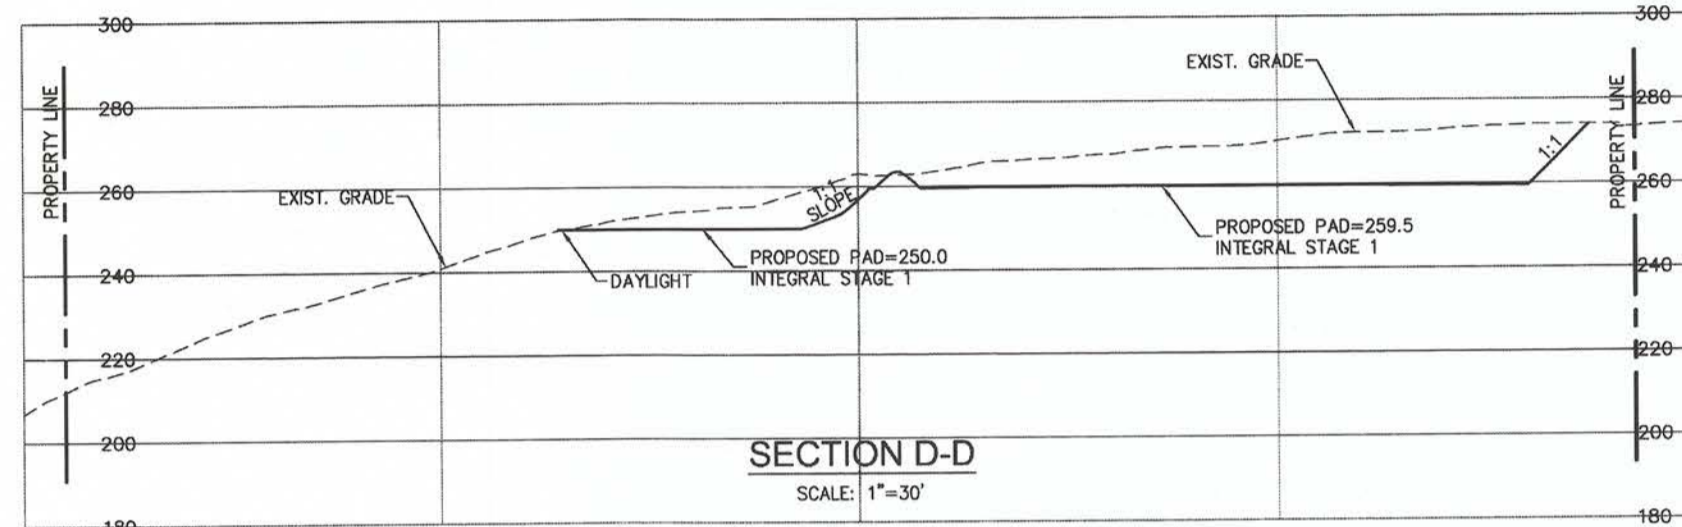 300
300
EXIST. GRADE
PROPERTY LINE
280
280
PROPERTY LINE
1:1
1:1
SLOPE
260
260
EXIST. GRADE
PROPOSED PAD=259.5
INTEGRAL STAGE 1
PROPOSED PAD=250.0
INTEGRAL STAGE 1
DAYLIGHT
240
240
220
220
200
200
SECTION D-D
SCALE: 1"=30'
180
180